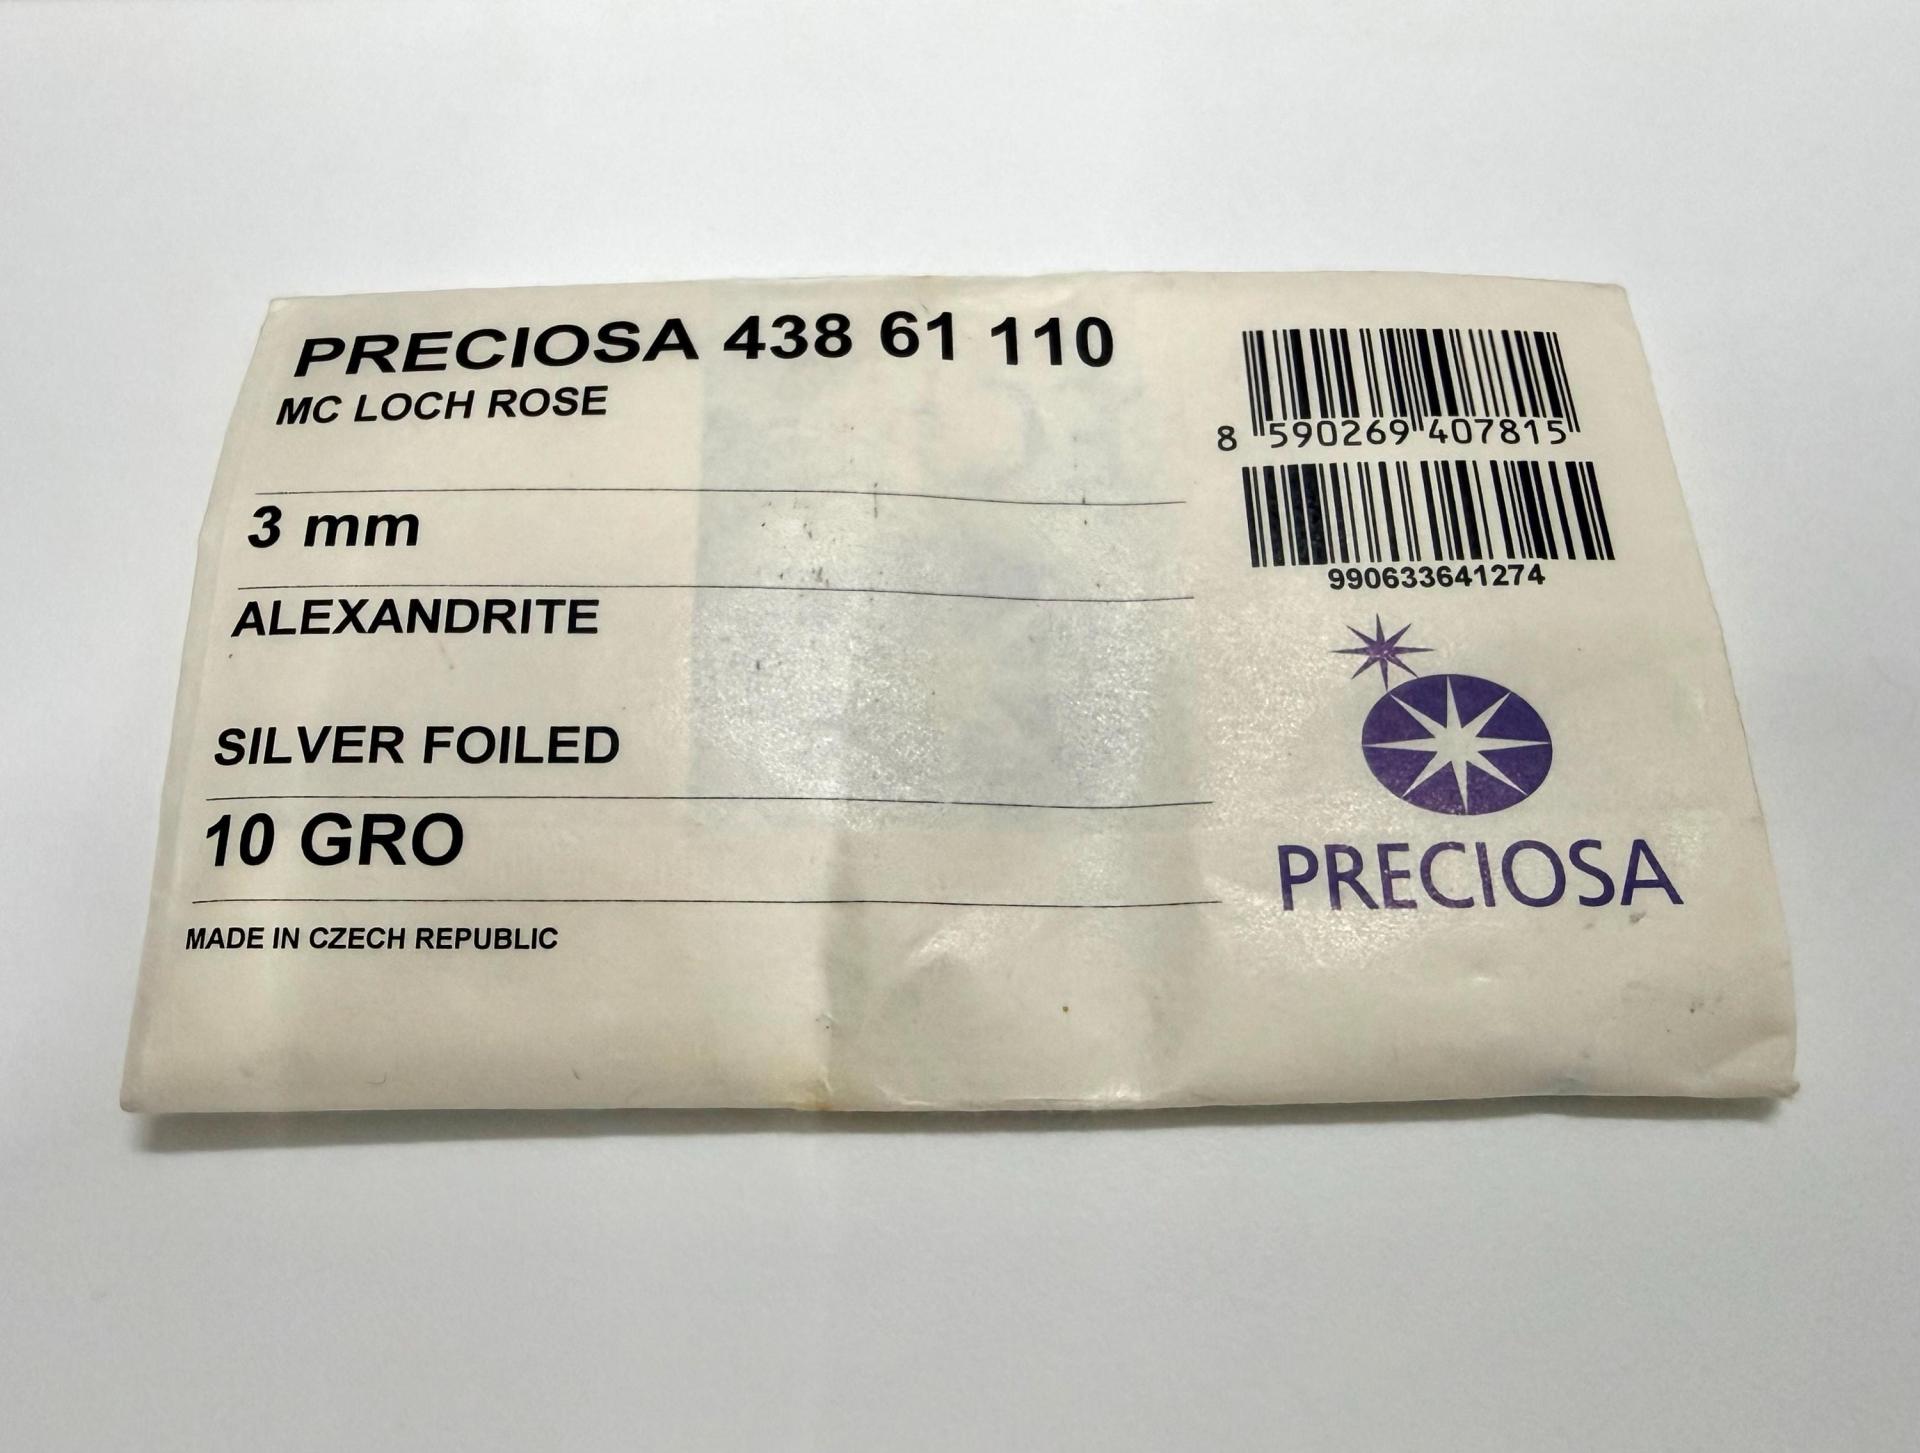 PRECIOSA 438 61 110
MC LOCH ROSE
3 mm
ALEXANDRITE
SILVER FOILED
10 GRO
MADE IN CZECH REPUBLIC
8 590269 407815
990633641274
PRECIOSA